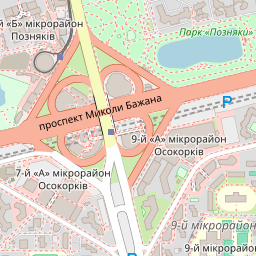 й «Б» мікрорайон
Позняків
Парк «Позняки»
проспект Миколи Бажана
P
9-й «А» мікрорайон
Осокорків
7-й «А» мікрорайон
Осокорків
P
9-й мікрорайон
9-й мікрорайон